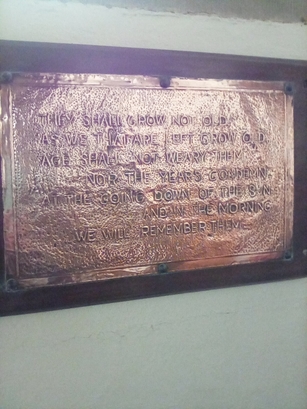 THEY SHALL GROW NOT OLD
AS WE THAT ARE LEFT GROW OLD
AGE SHALL NOT WEARY THEM
NOR THE YEARS CONDEMN
AT THE GOING DOWN OF THE SUN
AND IN THE MORNING
WE WILL REMEMBER THEM